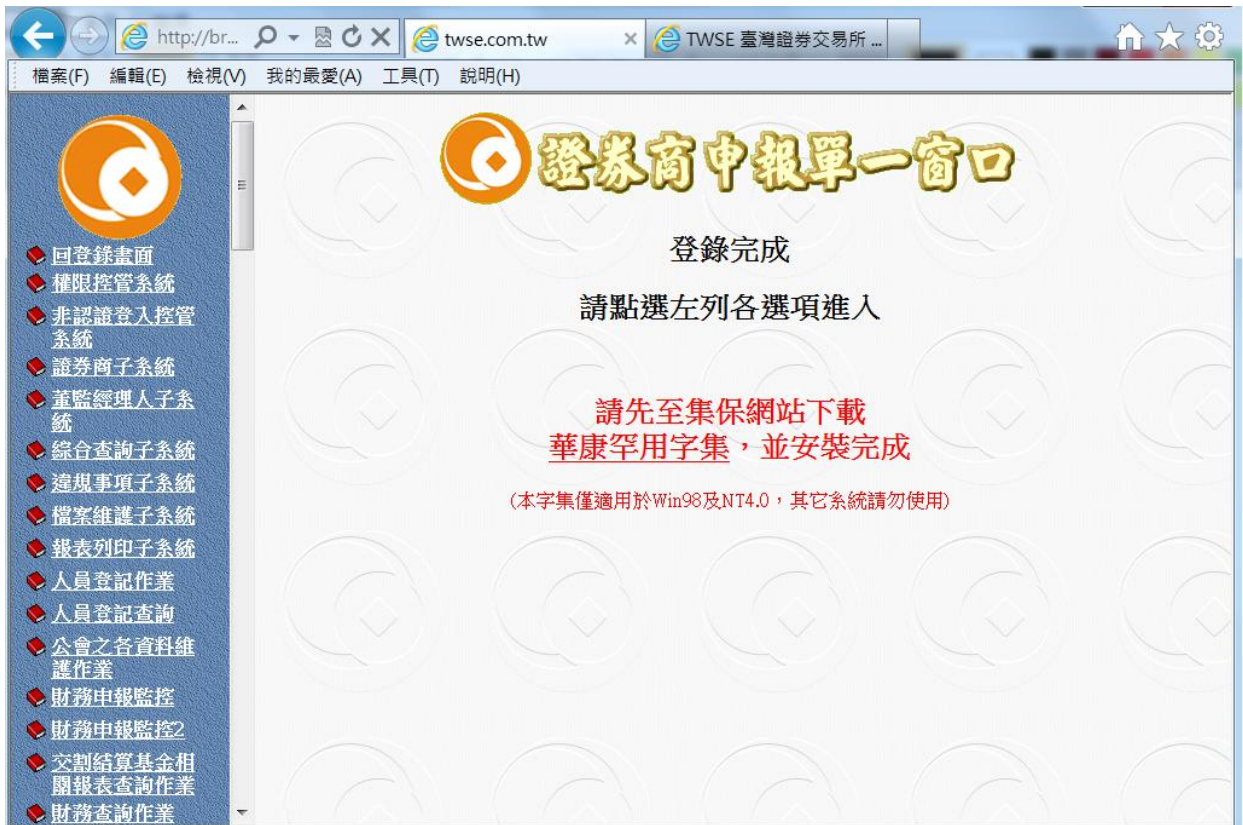 http://br...
twse.com.tw
TWSE 臺灣證券交易所 ...
檔案(F) 編輯(E) 檢視(V) 我的最愛(A) 工具(T) 說明(H)
回登錄畫面
權限控管系統
非認證登入控管
系統
證券商子系統
董監經理人子系
統
綜合查詢子系統
違規事項子系統
檔案維護子系統
報表列印子系統
人員登記作業
人員登記查詢
公會之各資料維
護作業
財務申報監控
財務申報監控2
交割結算基金相
關報表查詢作業
財務查詢作業
證券商申報單一窗口
登錄完成
請點選左列各選項進入
請先至集保網站下載
華康罕用字集，並安裝完成
(本字集僅適用於Win98及NT4.0，其它系統請勿使用)